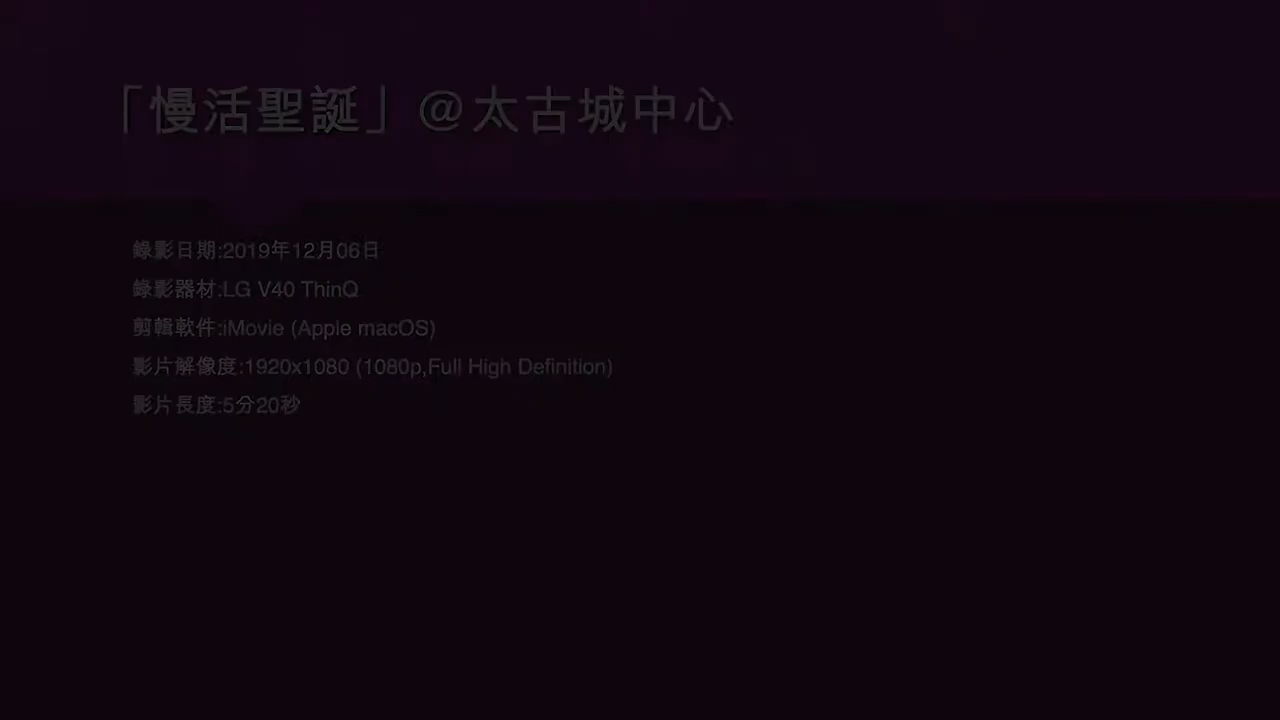 「慢活聖誕」@太古城中心
錄影日期:2019年12月06日
錄影器材:LG V40 ThinQ
剪輯軟件:iMovie (Apple macOS)
影片解像度:1920x1080 (1080p,Full High Definition)
影片長度:5分20秒